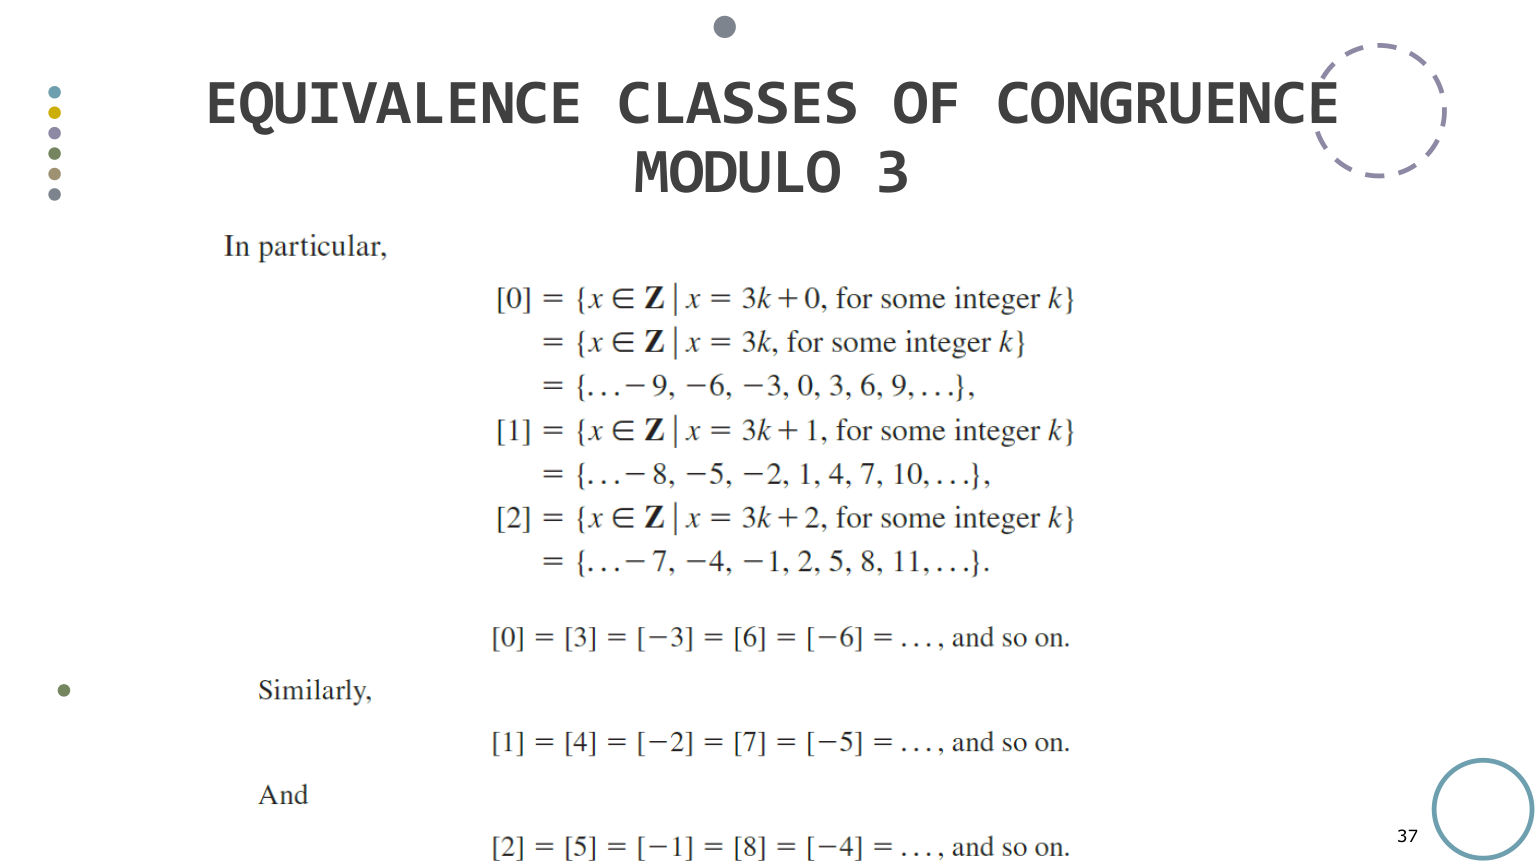 EQUIVALENCE CLASSES OF CONGRUENCE
MODULO 3
In particular,
[0] = {x ∈ Z | x = 3k + 0, for some integer k}
= {x ∈ Z | x = 3k, for some integer k}
= {...− 9, −6, −3, 0, 3, 6, 9, ...},
[1] = {x ∈ Z | x = 3k + 1, for some integer k}
= {...− 8, −5, −2, 1, 4, 7, 10, ...},
[2] = {x ∈ Z | x = 3k + 2, for some integer k}
= {...− 7, −4, −1, 2, 5, 8, 11, ...}.
[0] = [3] = [−3] = [6] = [−6] = ..., and so on.
Similarly,
[1] = [4] = [−2] = [7] = [−5] = ..., and so on.
And
[2] = [5] = [−1] = [8] = [−4] = ..., and so on.
37